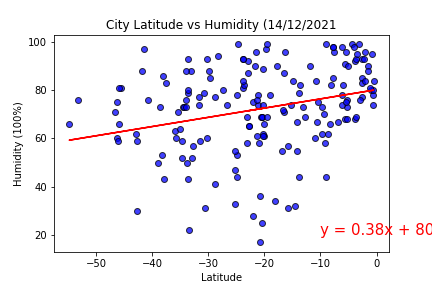 City Latitude vs Humidity (14/12/2021
100
80
60
40
20
Humidity (100%)
y = 0.38x + 80
−50 −40 −30 −20 −10 0
Latitude